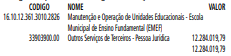 CODIGO NOME VALOR
16.10.12.361.3010.2826 Manutenção e Operação de Unidades Educacionais - Escola
Municipal de Ensino Fundamental (EMEF)
33903900.00 Outros Serviços de Terceiros - Pessoa Jurídica 12.284.019,79
12.284.019,79